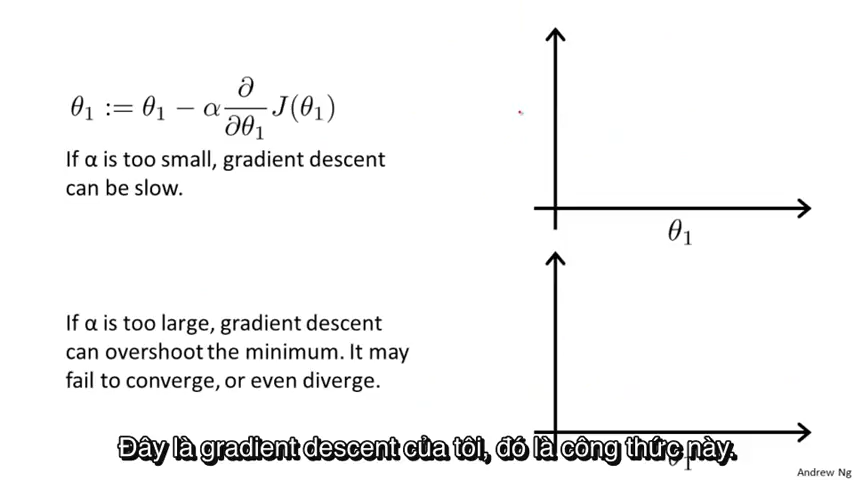 θ₁ := θ₁ − α ∂/∂θ₁ J(θ₁)
If α is too small, gradient descent
can be slow.
θ₁
If α is too large, gradient descent
can overshoot the minimum. It may
fail to converge, or even diverge.
Đây là gradient descent của tôi, đó là công thức này.
θ₁
Andrew Ng